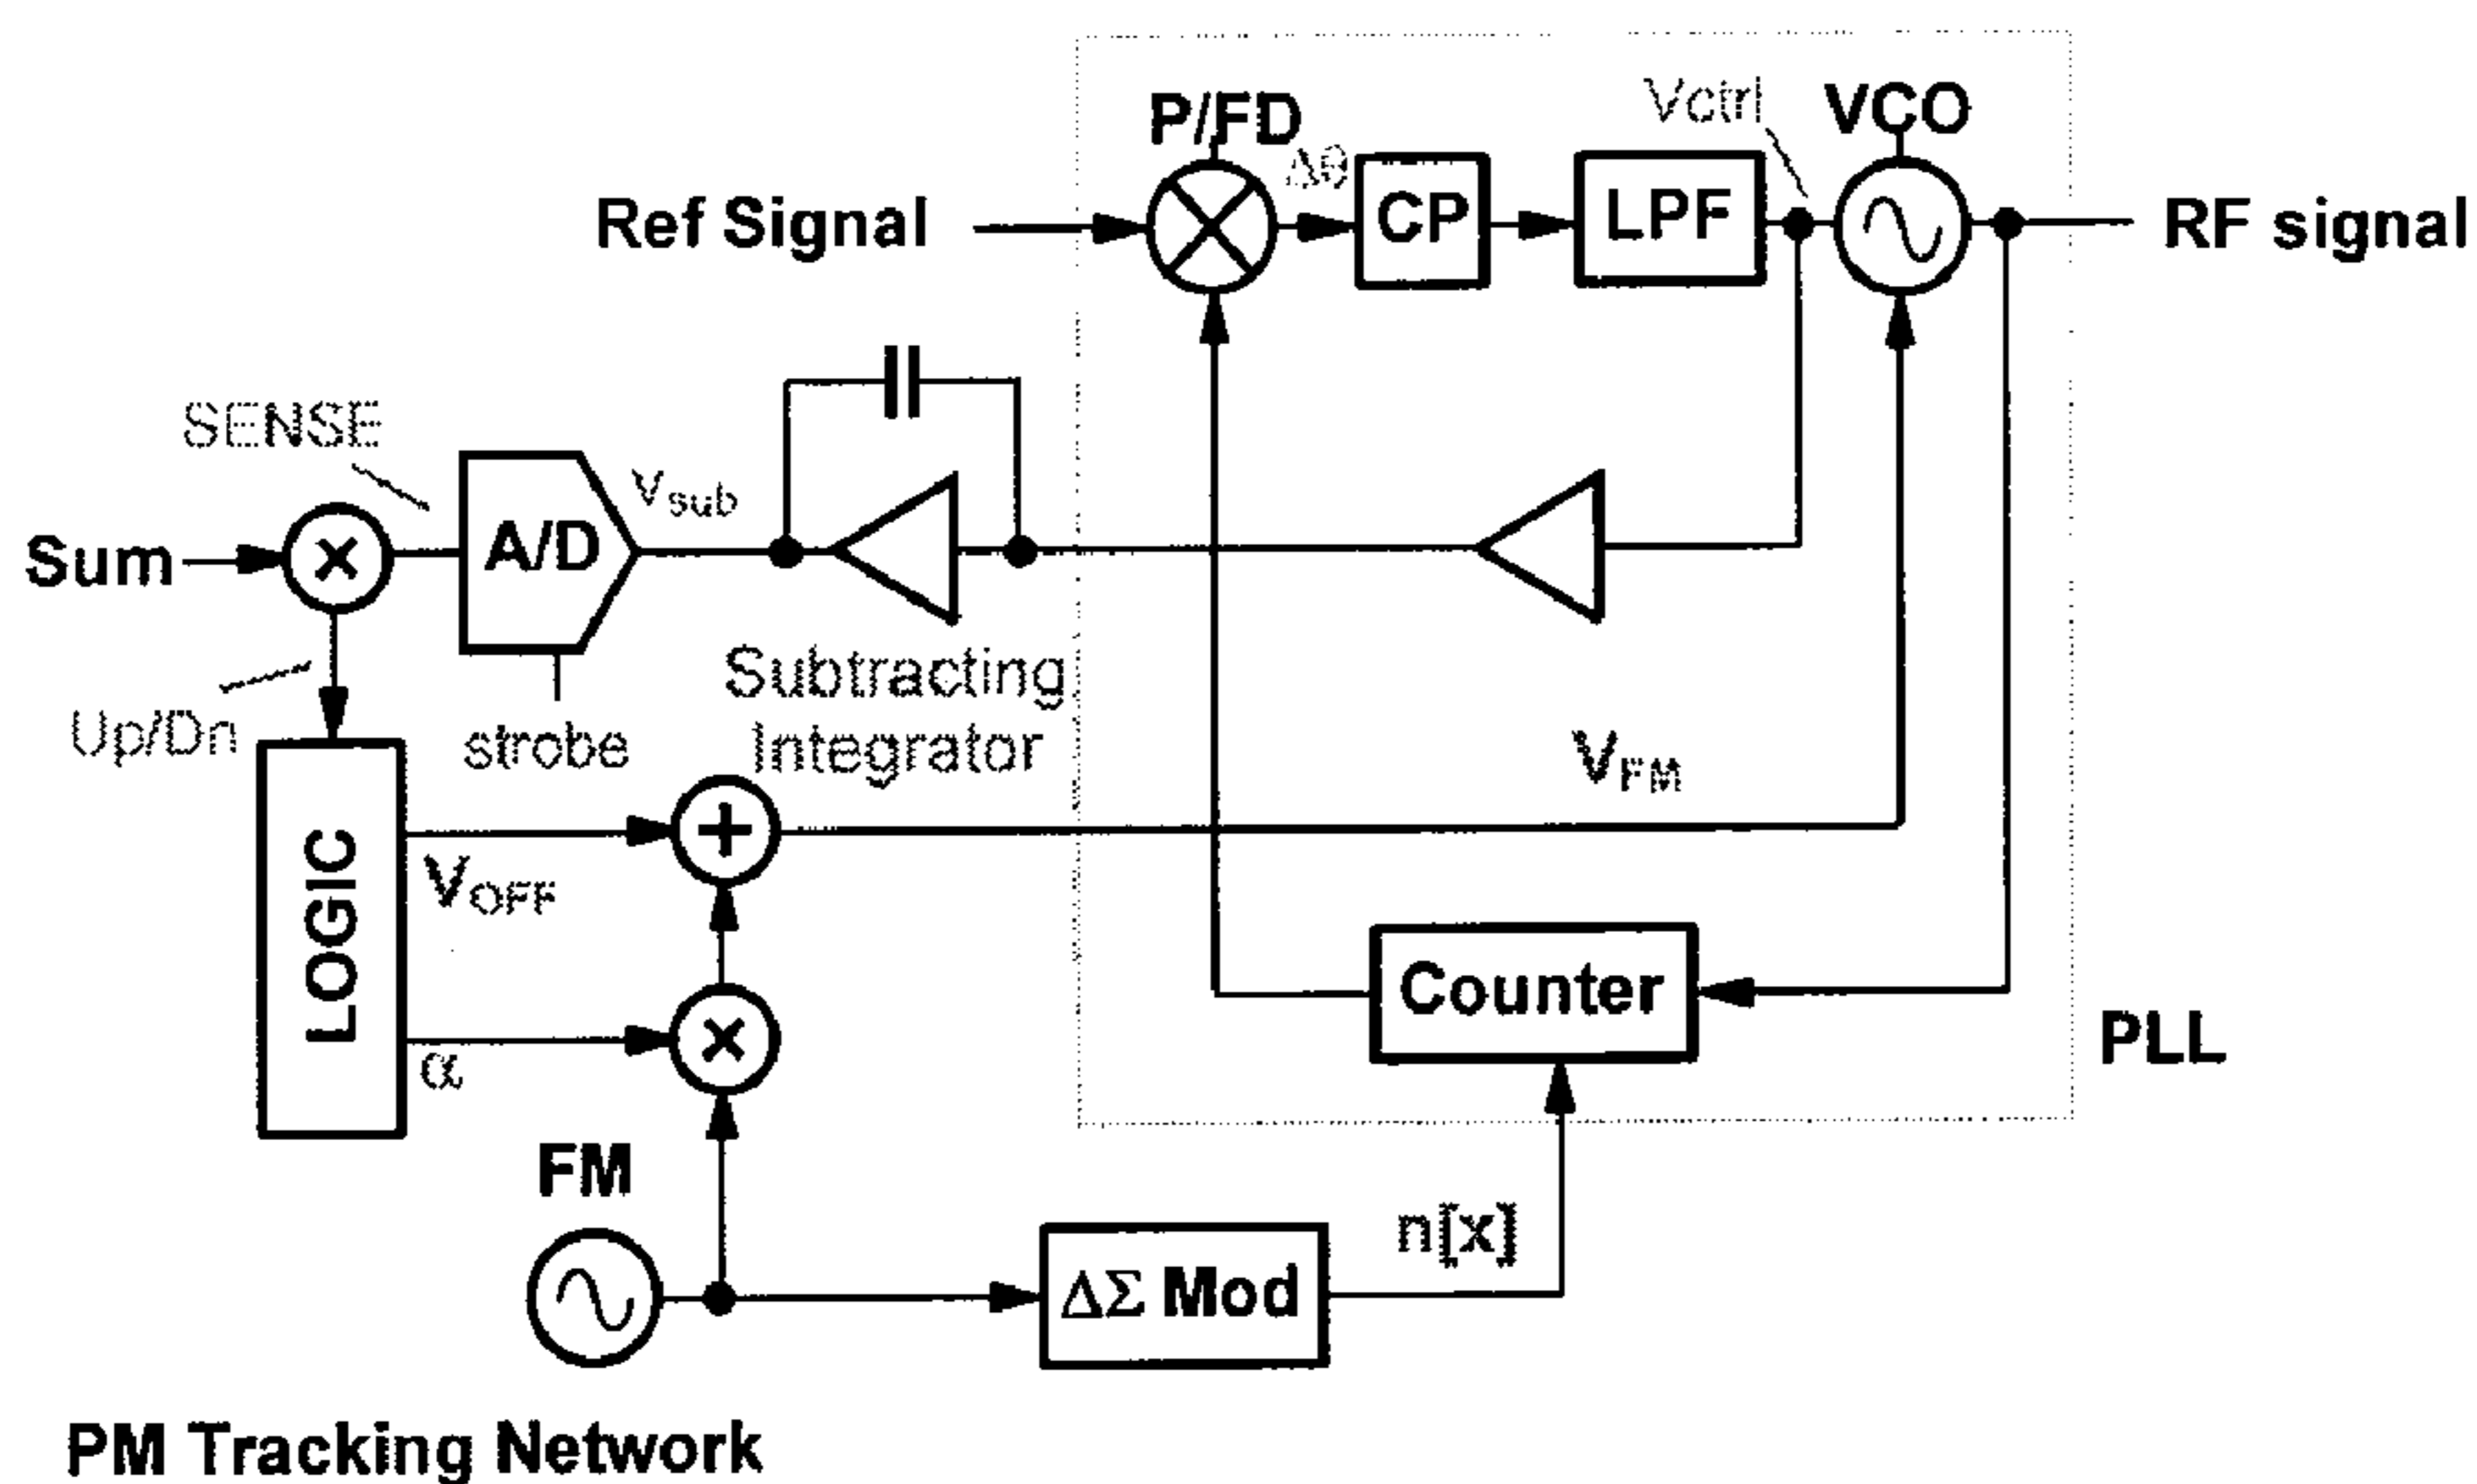 Vctrl
VCO
P/FD
Δθ
CP
LPF
Ref Signal
RF signal
SENSE
A/D
Vsub
Sum
Subtracting
Integrator
Up/Dn
strobe
VFM
LOGIC
VOFF
Counter
PLL
α
FM
n[x]
ΔΣ Mod
PM Tracking Network